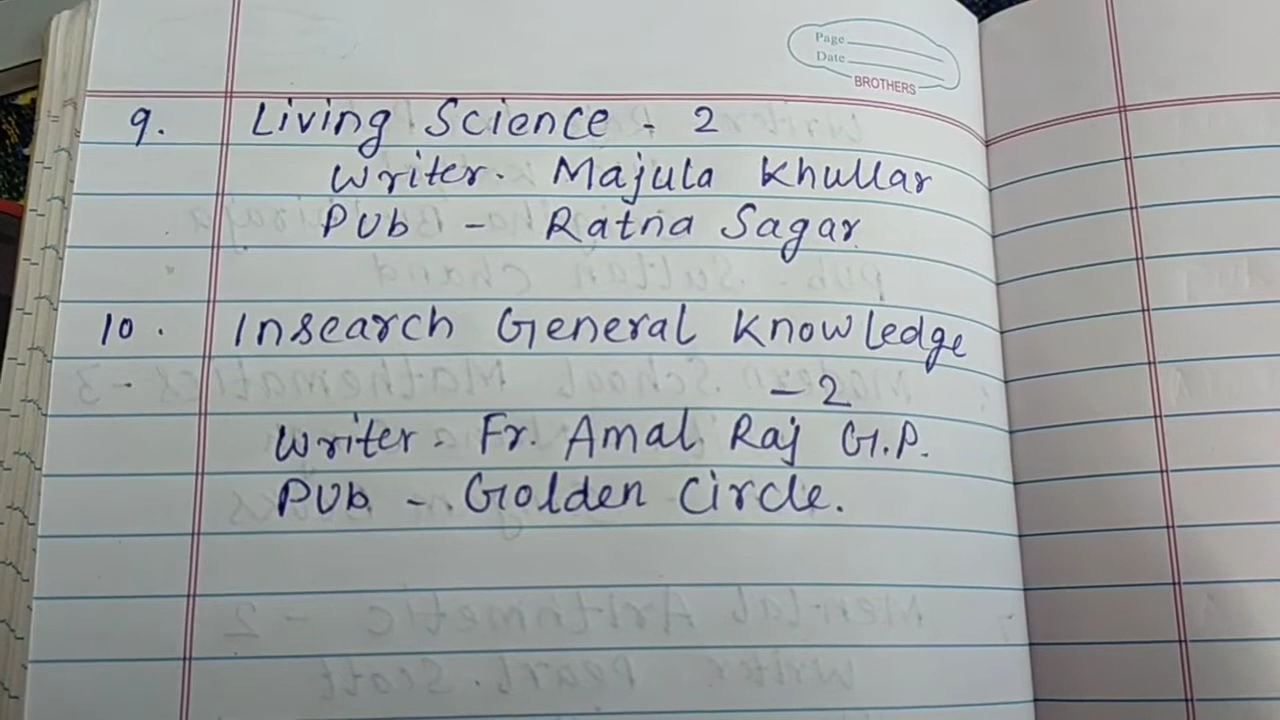 Page
Date
BROTHERS
9. Living Science - 2
Writer. Majula Khullar
Pub - Ratna Sagar
10. Insearch General Knowledge
- 2
Writer - Fr. Amal Raj G.P.
Pub - Golden Circle.